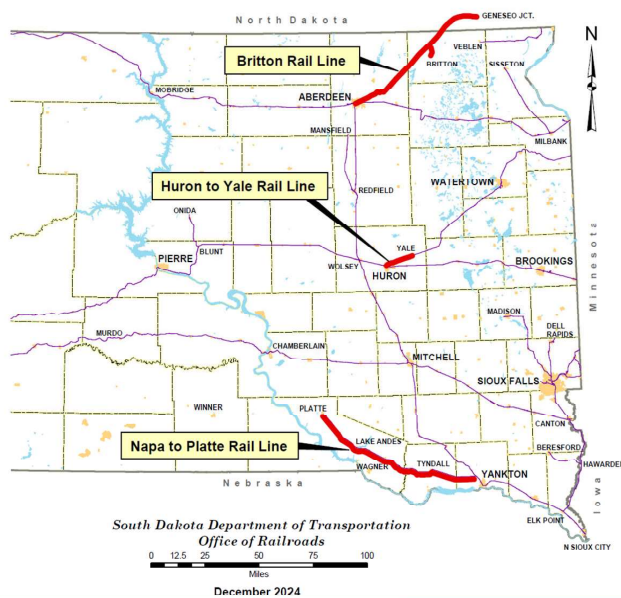 North Dakota
GENESEO JCT.
N
VEBLEN
Britton Rail Line
BRITTON
SISSETON
MOBRIDGE
ABERDEEN
MANSFIELD
MILBANK
Huron to Yale Rail Line
WATERTOWN
REDFIELD
ONIDA
Minnesota
BLUNT
YALE
PIERRE
WOLSEY
HURON
BROOKINGS
MADISON
DELL
RAPIDS
MURDO
CHAMBERLAIN
MITCHELL
SIOUX FALLS
WINNER
PLATTE
CANTON
Napa to Platte Rail Line
LAKE ANDES
BERESFORD
WAGNER
TYNDALL
HAWARDE
YANKTON
Nebraska
Iowa
ELK POINT
South Dakota Department of Transportation
Office of Railroads
N SIOUX CITY
0 12.5 25 50 75 100
Miles
December 2024